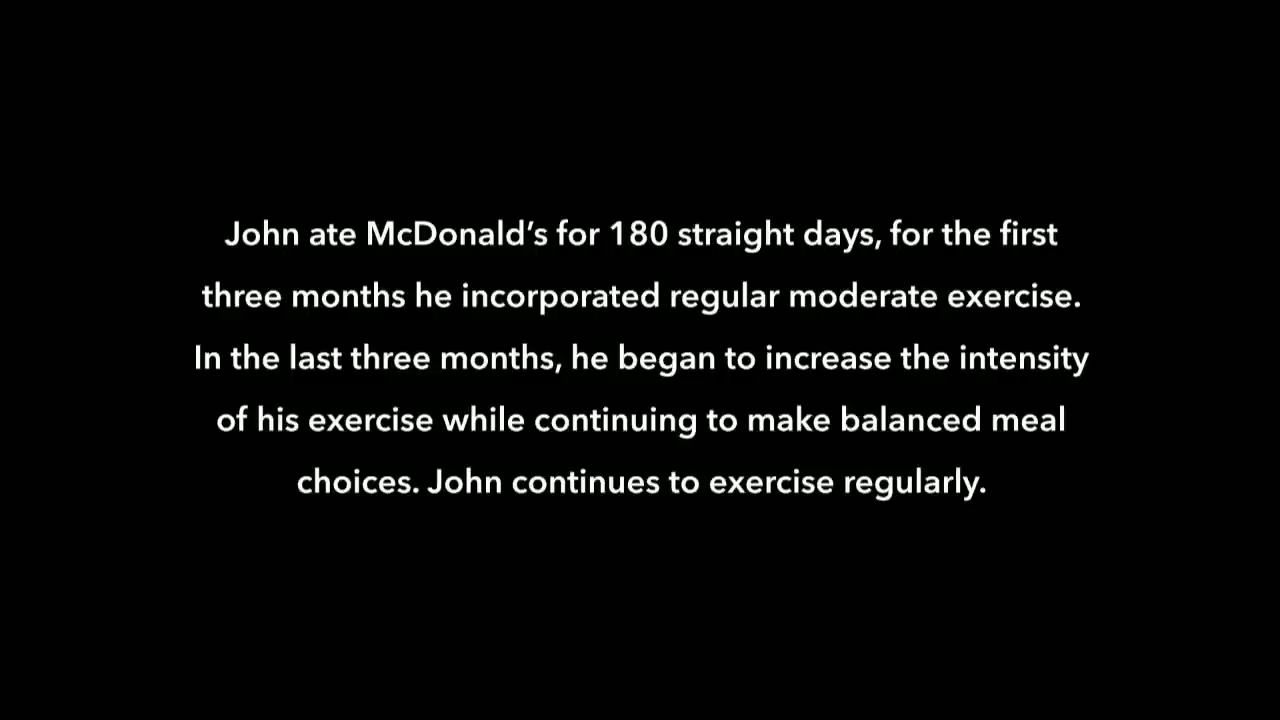 John ate McDonald’s for 180 straight days, for the first
three months he incorporated regular moderate exercise.
In the last three months, he began to increase the intensity
of his exercise while continuing to make balanced meal
choices. John continues to exercise regularly.